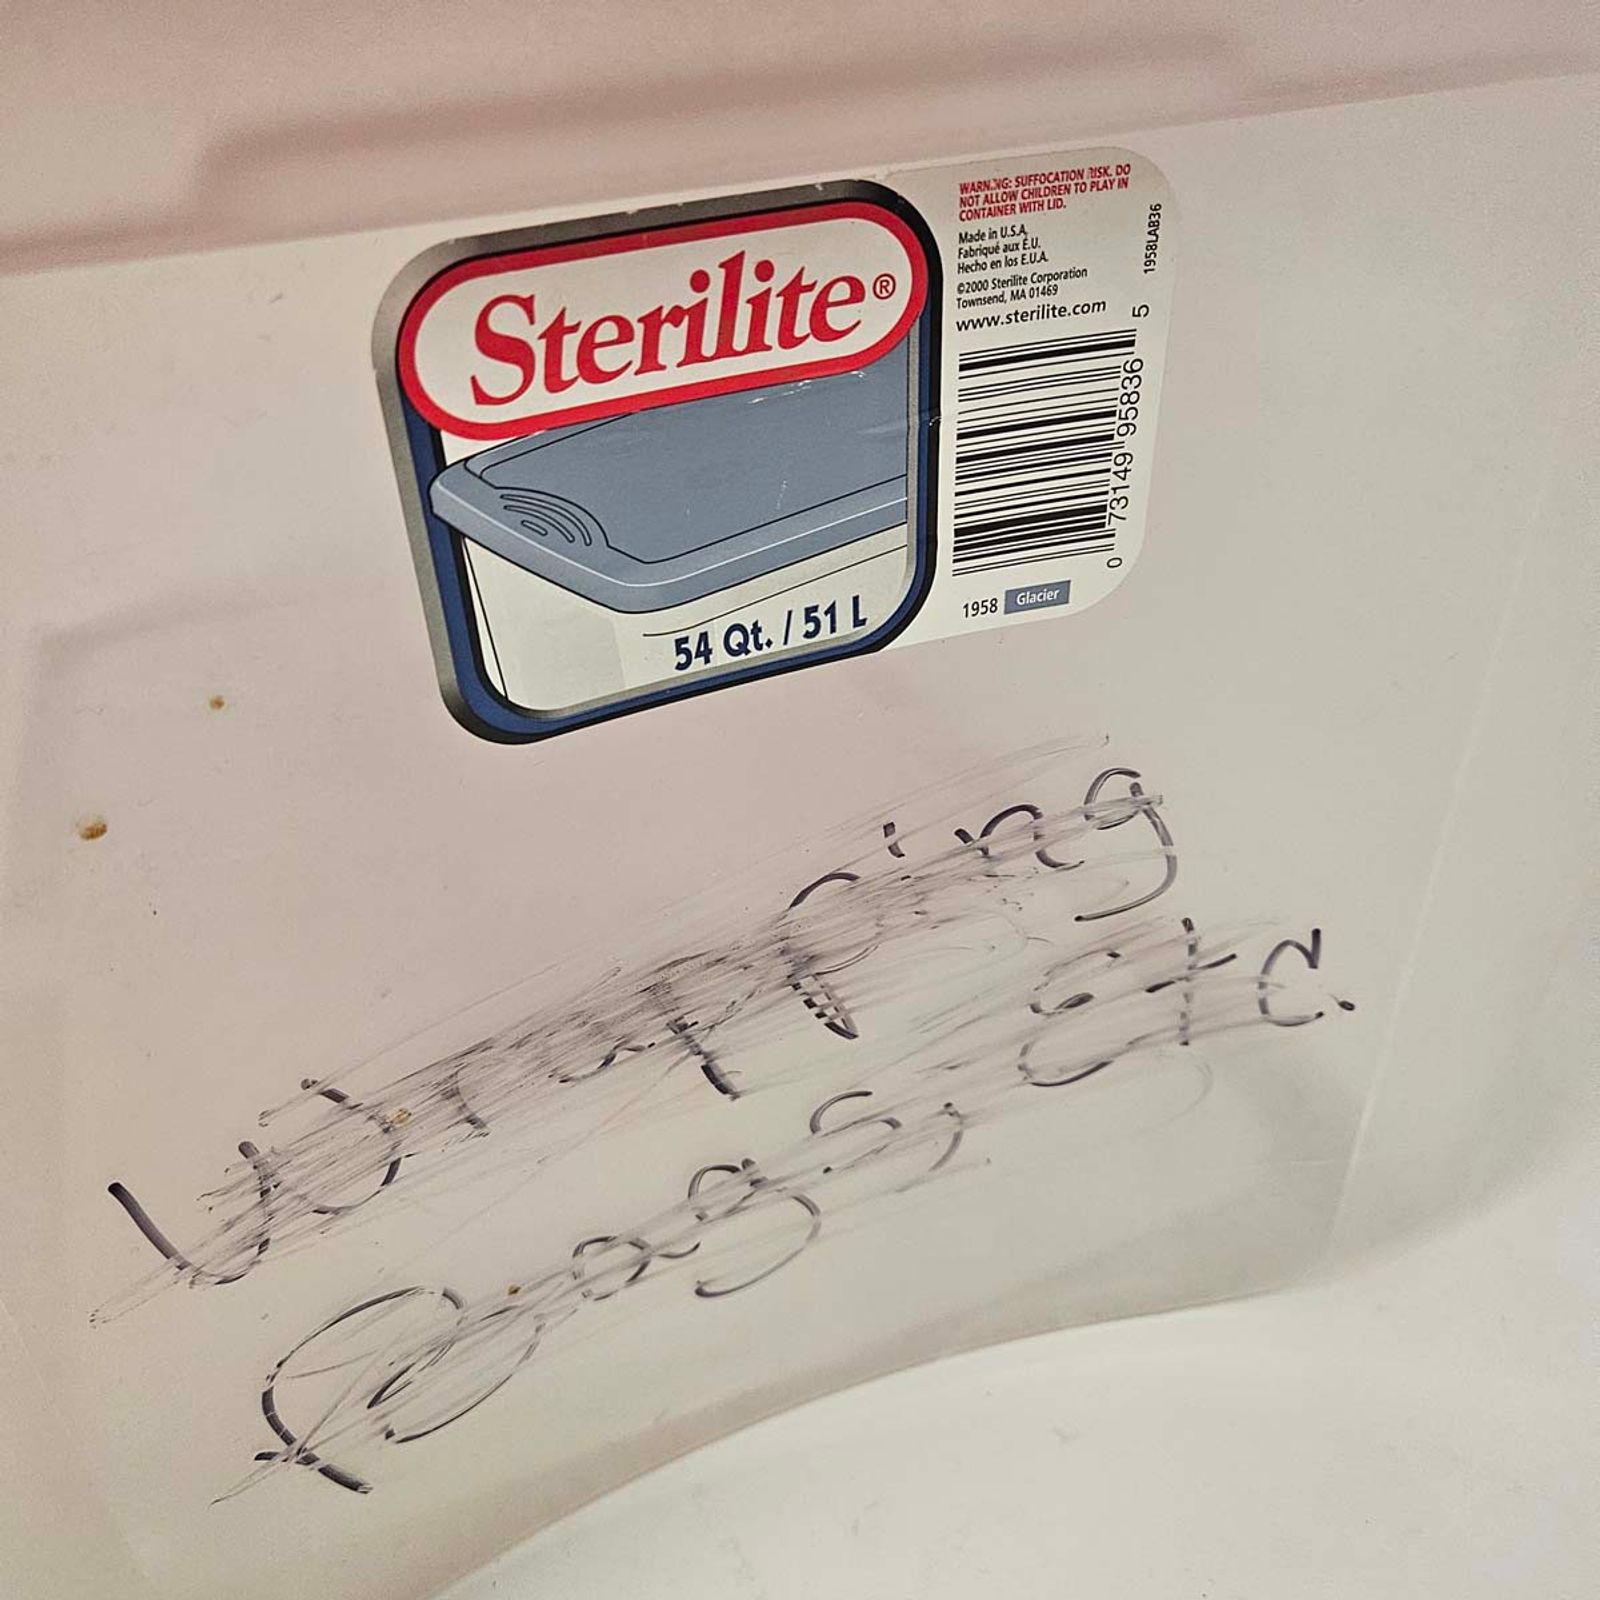 Sterilite®
54 Qt. / 51 L
WARNING: SUFFOCATION RISK. DO
NOT ALLOW CHILDREN TO PLAY IN
CONTAINER WITH LID.
Made in U.S.A.
Fabriqué aux É.U.
Hecho en los E.U.A.
©2000 Sterilite Corporation
Townsend, MA 01469
www.sterilite.com
1958LAB36
0 73149 95836 5
1958 Glacier
Wrapping
Bags, etc.